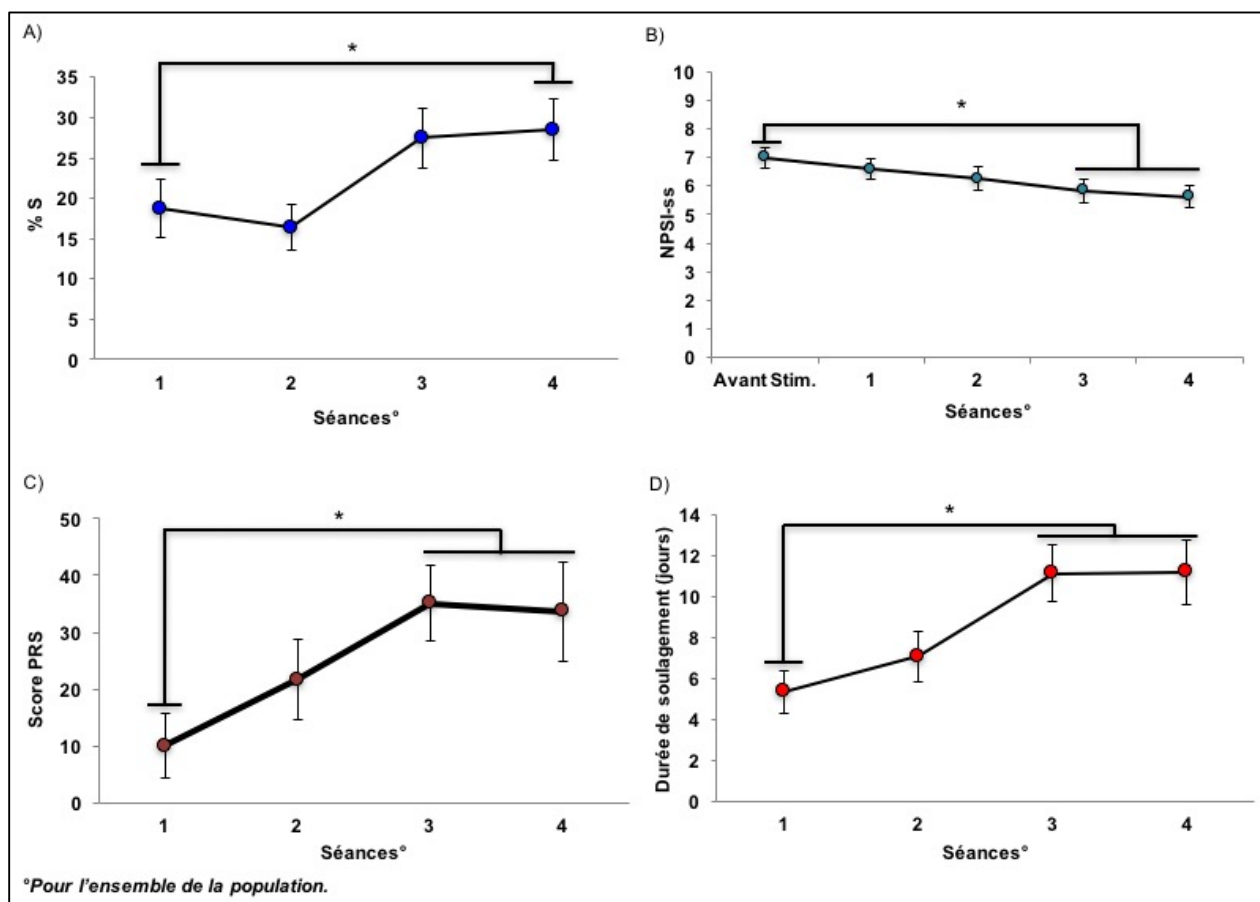 A)
*
35
30
25
20
15
10
5
0
% S
1 2 3 4
Séances°
B)
*
10
9
8
7
6
5
4
3
2
1
0
NPSI-ss
Avant Stim. 1 2 3 4
Séances°
C)
*
50
40
30
20
10
0
Score PRS
1 2 3 4
Séances°
D)
*
14
12
10
8
6
4
2
0
Durée de soulagement (jours)
1 2 3 4
Séances°
°Pour l'ensemble de la population.